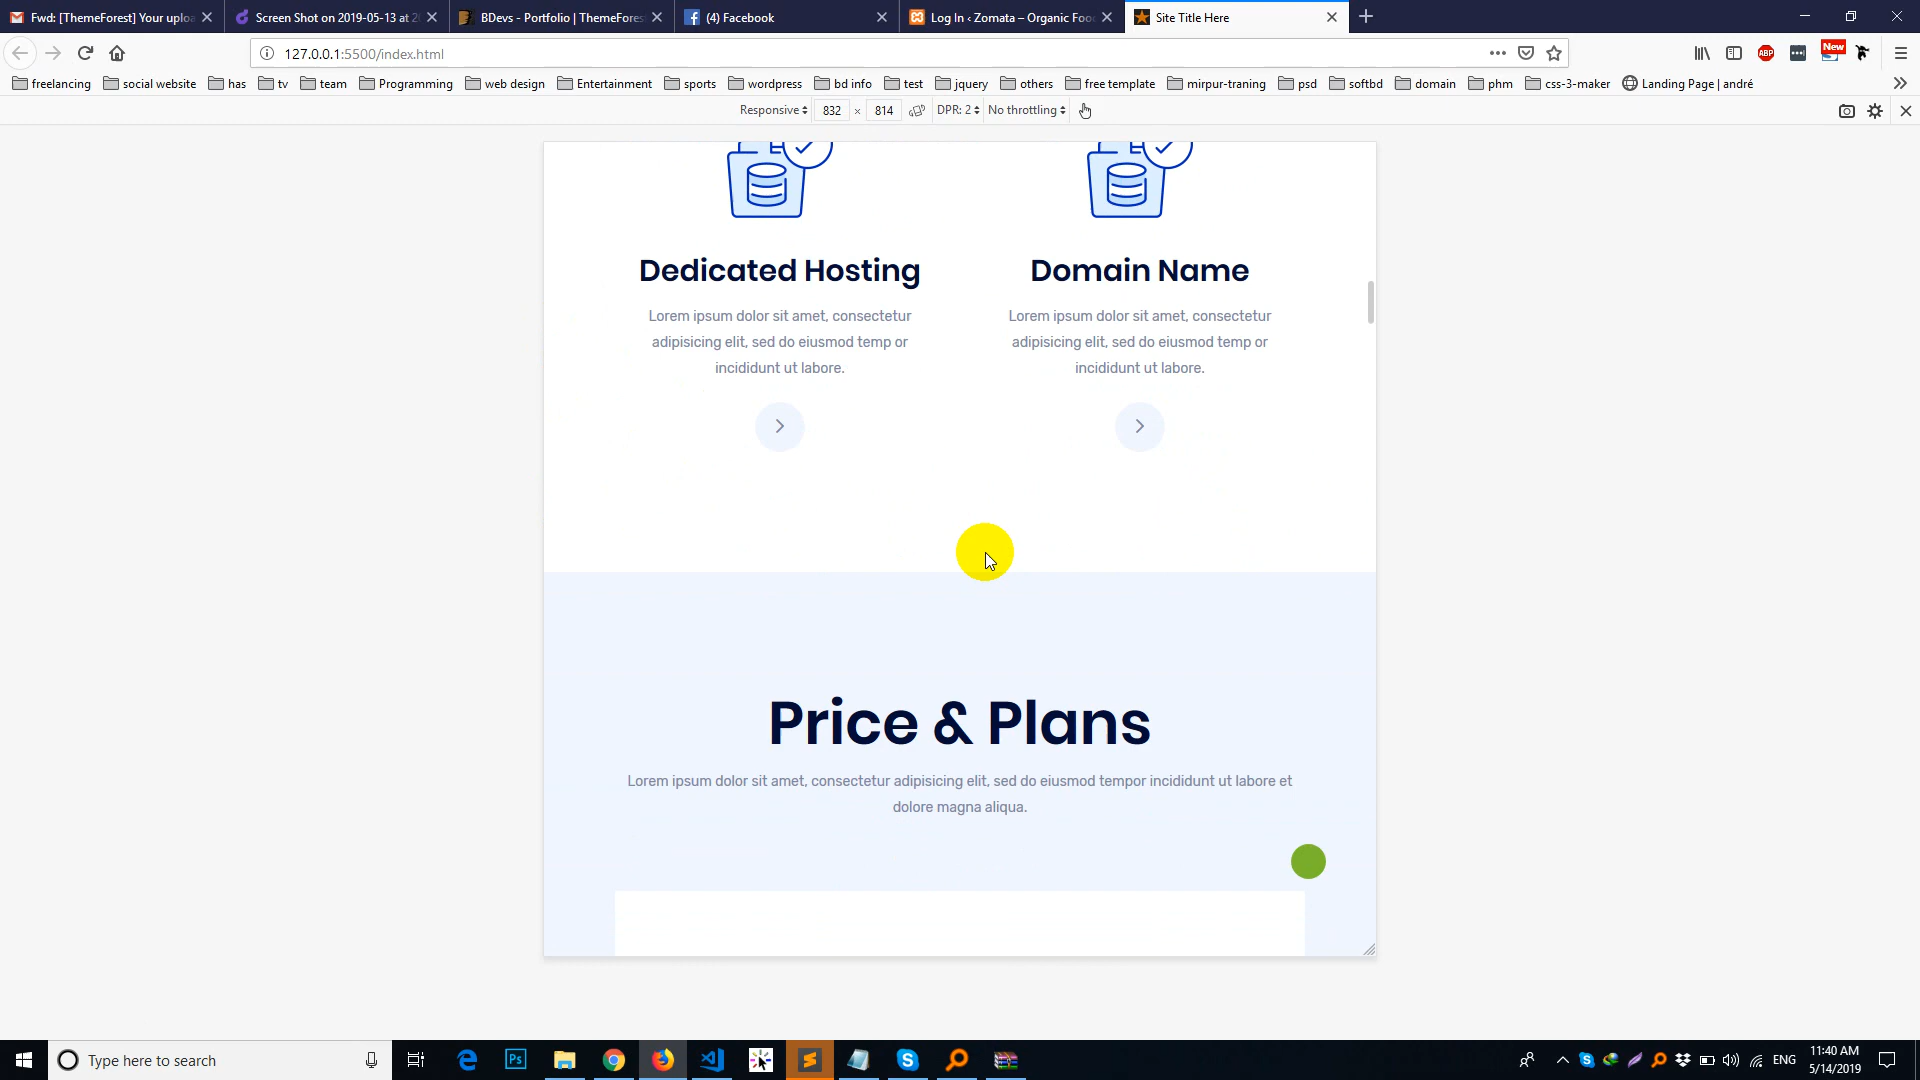 Fwd: [ThemeForest] Your uploa
Screen Shot on 2019-05-13 at 2
BDevs - Portfolio | ThemeFores
(4) Facebook
Log In ‹ Zomata – Organic Foo
Site Title Here
127.0.0.1:5500/index.html
ABP
New
freelancing
social website
has
tv
team
Programming
web design
Entertainment
sports
wordpress
bd info
test
jquery
others
free template
mirpur-traning
psd
softbd
domain
phm
css-3-maker
Landing Page | andré
Responsive
832 × 814
DPR: 2
No throttling
Dedicated Hosting
Lorem ipsum dolor sit amet, consectetur
adipisicing elit, sed do eiusmod temp or
incididunt ut labore.
Domain Name
Lorem ipsum dolor sit amet, consectetur
adipisicing elit, sed do eiusmod temp or
incididunt ut labore.
Price & Plans
Lorem ipsum dolor sit amet, consectetur adipisicing elit, sed do eiusmod tempor incididunt ut labore et
dolore magna aliqua.
Type here to search
Ps
ENG
11:40 AM
5/14/2019